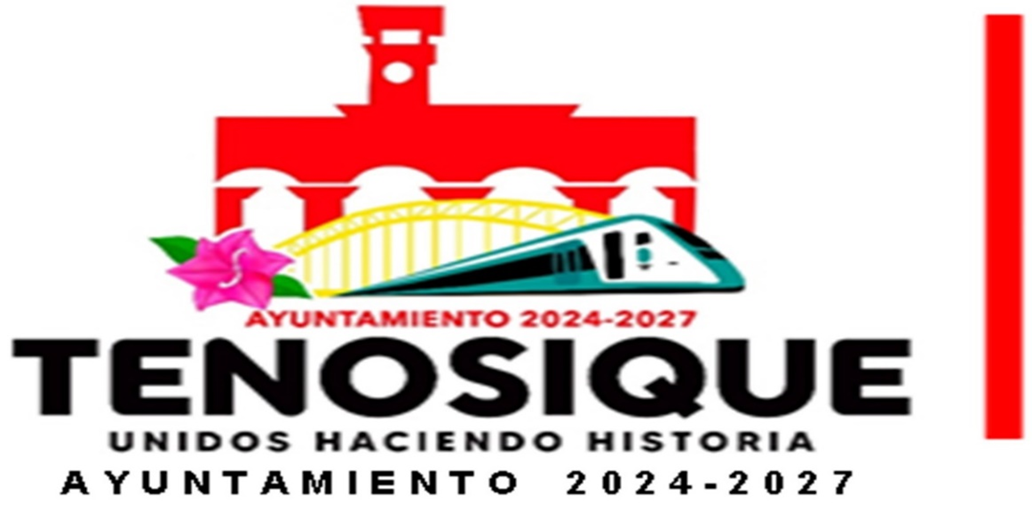 AYUNTAMIENTO 2024-2027
TENOSIQUE
UNIDOS HACIENDO HISTORIA
AYUNTAMIENTO 2024-2027